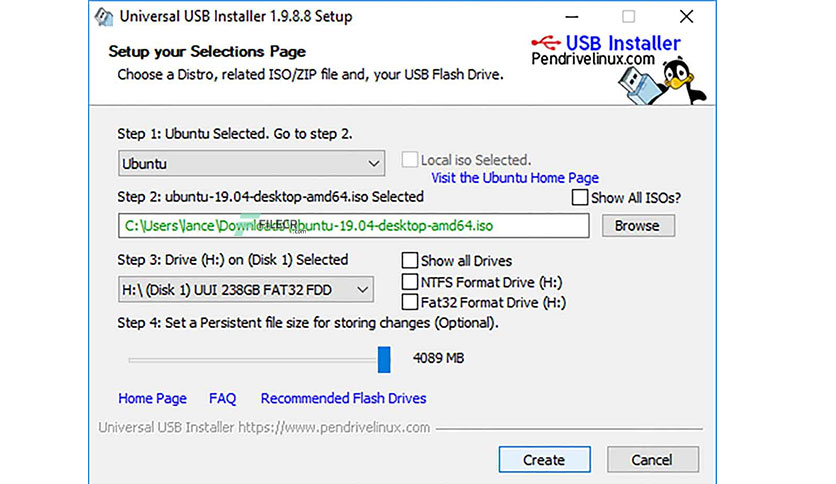 Universal USB Installer 1.9.8.8 Setup
Setup your Selections Page
Choose a Distro, related ISO/ZIP file and, your USB Flash Drive.
USB Installer
Pendrivelinux.com
Step 1: Ubuntu Selected. Go to step 2.
Ubuntu
Local iso Selected.
Visit the Ubuntu Home Page
Step 2: ubuntu-19.04-desktop-amd64.iso Selected
Show All ISOs?
C:\Users\lance\Downloads\ubuntu-19.04-desktop-amd64.iso
FILECR
.com
Browse
Step 3: Drive (H:) on (Disk 1) Selected
Show all Drives
H:\ (Disk 1) UUI 238GB FAT32 FDD
NTFS Format Drive (H:)
Fat32 Format Drive (H:)
Step 4: Set a Persistent file size for storing changes (Optional).
4089 MB
Home Page FAQ Recommended Flash Drives
Universal USB Installer https://www.pendrivelinux.com
Create Cancel